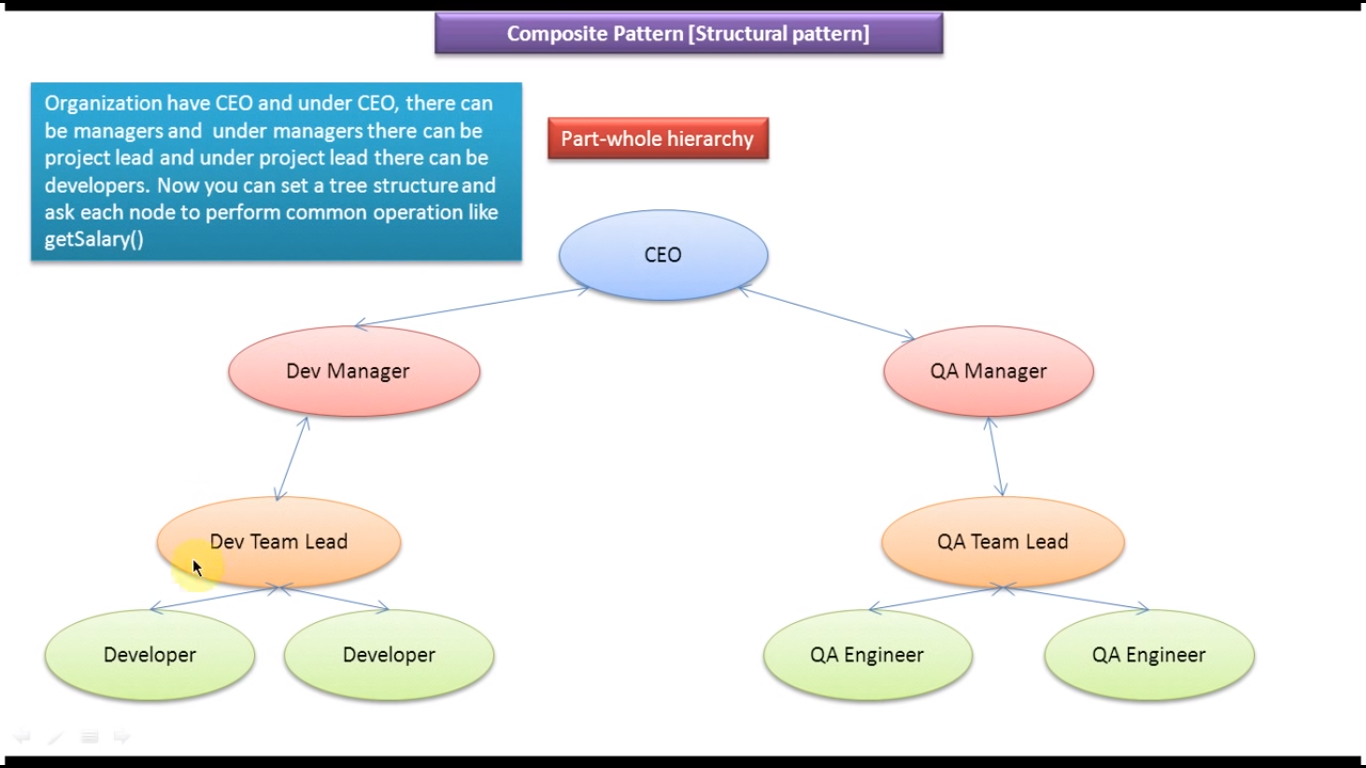 Composite Pattern [Structural pattern]
Organization have CEO and under CEO, there can
be managers and under managers there can be
project lead and under project lead there can be
developers. Now you can set a tree structure and
ask each node to perform common operation like
getSalary()
Part-whole hierarchy
CEO
Dev Manager
QA Manager
Dev Team Lead
QA Team Lead
Developer
Developer
QA Engineer
QA Engineer